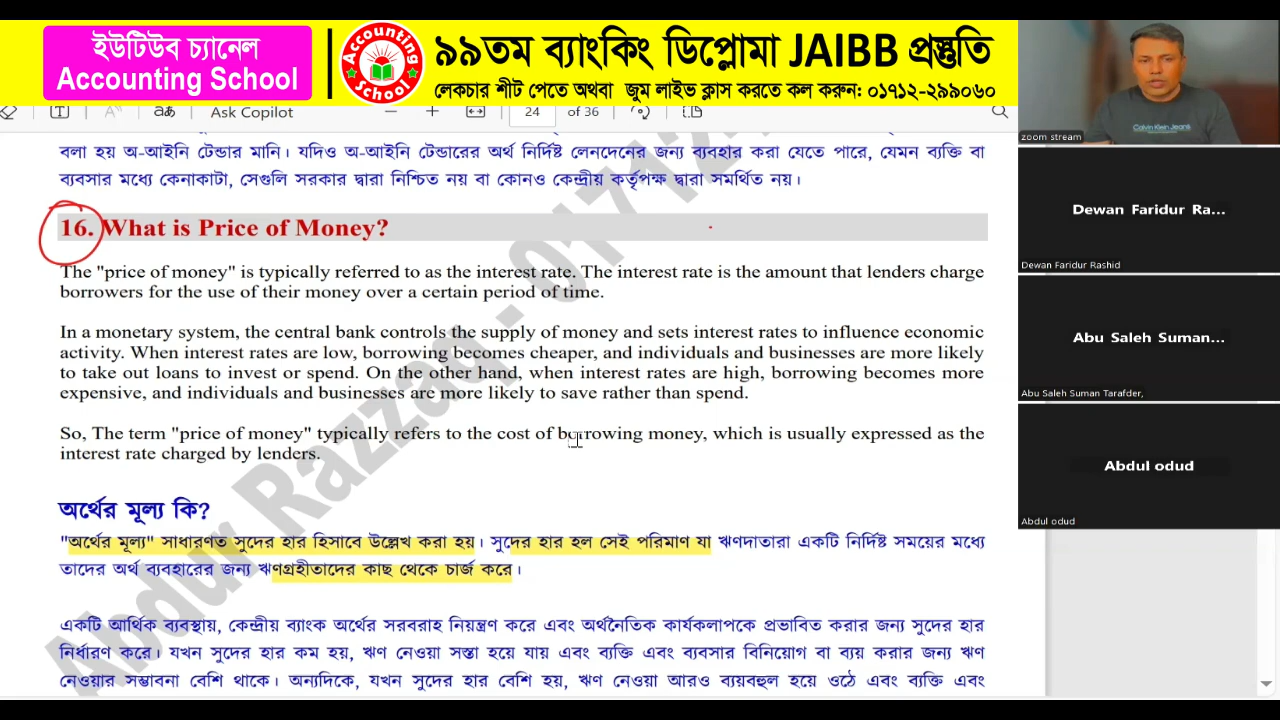 ইউটিউব চ্যানেল
Accounting School
Accounting
School
৯৯তম ব্যাংকিং ডিপ্লোমা JAIBB প্রস্তুতি
লেকচার শীট পেতে অথবা জুম লাইভ ক্লাস করতে কল করুন: ০১৭১২-২৯৯০৬০
Ask Copilot
24 of 36
বলা হয় অ-আইনি টেন্ডার মানি। যদিও অ-আইনি টেন্ডারের অর্থ নির্দিষ্ট লেনদেনের জন্য ব্যবহার করা যেতে পারে, যেমন ব্যক্তি বা
ব্যবসার মধ্যে কেনাকাটা, সেগুলি সরকার দ্বারা নিশ্চিত নয় বা কোনও কেন্দ্রীয় কর্তৃপক্ষ দ্বারা সমর্থিত নয়।
16. What is Price of Money?
The "price of money" is typically referred to as the interest rate. The interest rate is the amount that lenders charge
borrowers for the use of their money over a certain period of time.
In a monetary system, the central bank controls the supply of money and sets interest rates to influence economic
activity. When interest rates are low, borrowing becomes cheaper, and individuals and businesses are more likely
to take out loans to invest or spend. On the other hand, when interest rates are high, borrowing becomes more
expensive, and individuals and businesses are more likely to save rather than spend.
So, The term "price of money" typically refers to the cost of borrowing money, which is usually expressed as the
interest rate charged by lenders.
অর্থের মূল্য কি?
"অর্থের মূল্য" সাধারণত সুদের হার হিসাবে উল্লেখ করা হয়। সুদের হার হল সেই পরিমাণ যা ঋণদাতারা একটি নির্দিষ্ট সময়ের মধ্যে
তাদের অর্থ ব্যবহারের জন্য ঋণগ্রহীতাদের কাছ থেকে চার্জ করে।
একটি আর্থিক ব্যবস্থায়, কেন্দ্রীয় ব্যাংক অর্থের সরবরাহ নিয়ন্ত্রণ করে এবং অর্থনৈতিক কার্যকলাপকে প্রভাবিত করার জন্য সুদের হার
নির্ধারণ করে। যখন সুদের হার কম হয়, ঋণ নেওয়া সস্তা হয়ে যায় এবং ব্যক্তি এবং ব্যবসার বিনিয়োগ বা ব্যয় করার জন্য ঋণ
নেওয়ার সম্ভাবনা বেশি থাকে। অন্যদিকে, যখন সুদের হার বেশি হয়, ঋণ নেওয়া আরও ব্যয়বহুল হয়ে ওঠে এবং ব্যক্তি এবং
Abdur Razzaq - 01712
Calvin Klein Jeans
zoom stream
Dewan Faridur Ra...
Dewan Faridur Rashid
Abu Saleh Suman...
Abu Saleh Suman Tarafder,
Abdul odud
Abdul odud